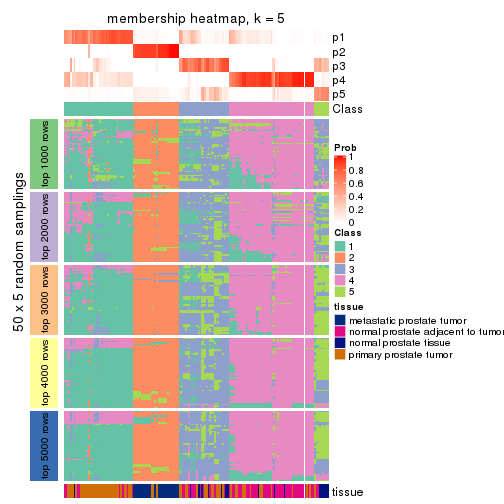 membership heatmap, k = 5
p1
p2
p3
p4
p5
Class
50 x 5 random samplings
top 1000 rows
top 2000 rows
top 3000 rows
top 4000 rows
top 5000 rows
Prob
1
0.8
0.6
0.4
0.2
0
Class
1
2
3
4
5
tissue
metastatic prostate tumor
normal prostate adjacent to tumor
normal prostate tissue
primary prostate tumor
tissue